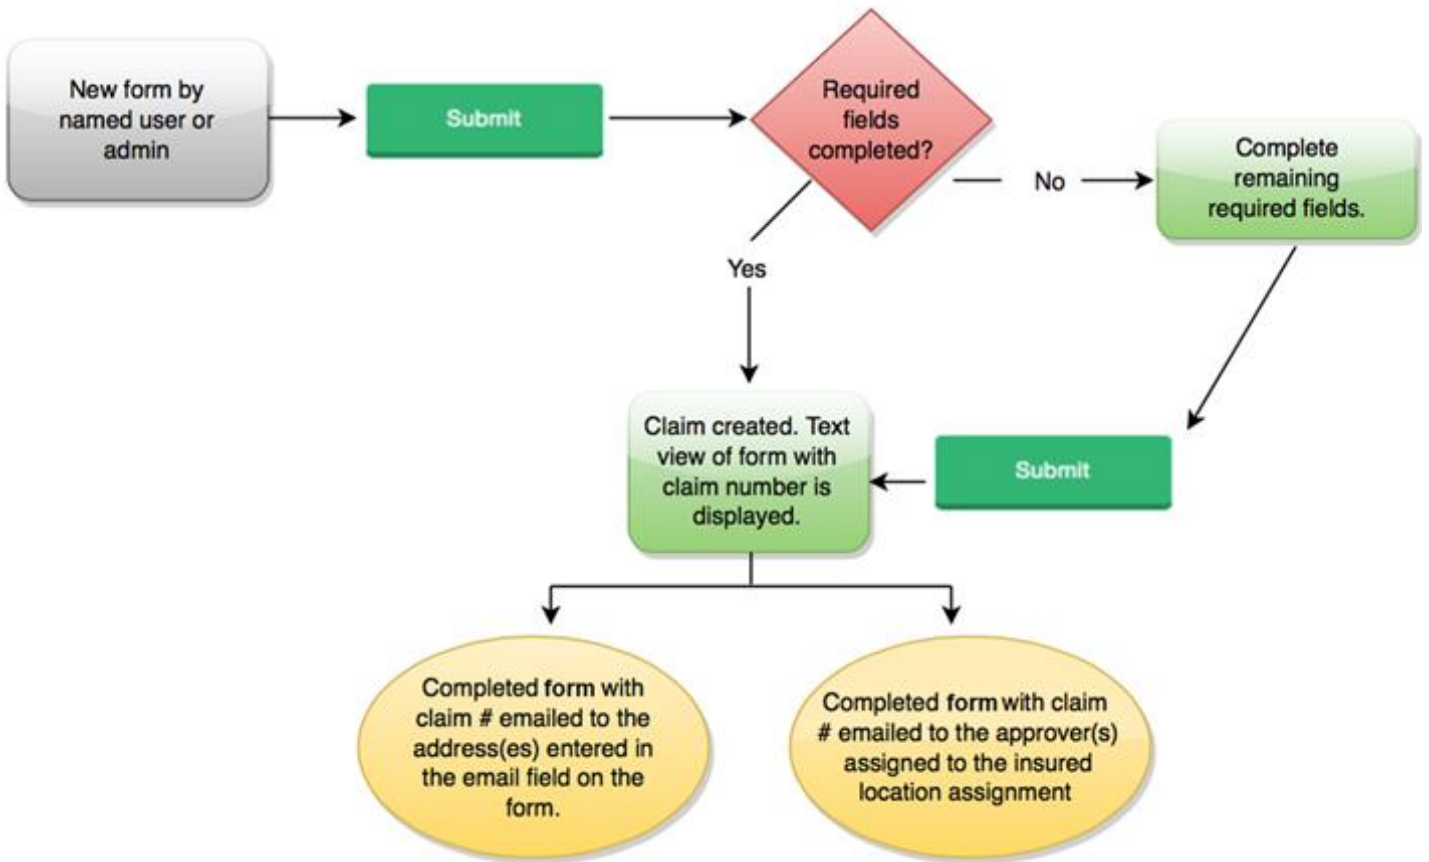 New form by
named user or
admin
Submit
Required
fields
completed?
No
Complete
remaining
required fields.
Yes
Claim created. Text
view of form with
claim number is
displayed.
Submit
Completed form with
claim # emailed to the
address(es) entered in
the email field on the
form.
Completed form with claim
# emailed to the approver(s)
assigned to the insured
location assignment